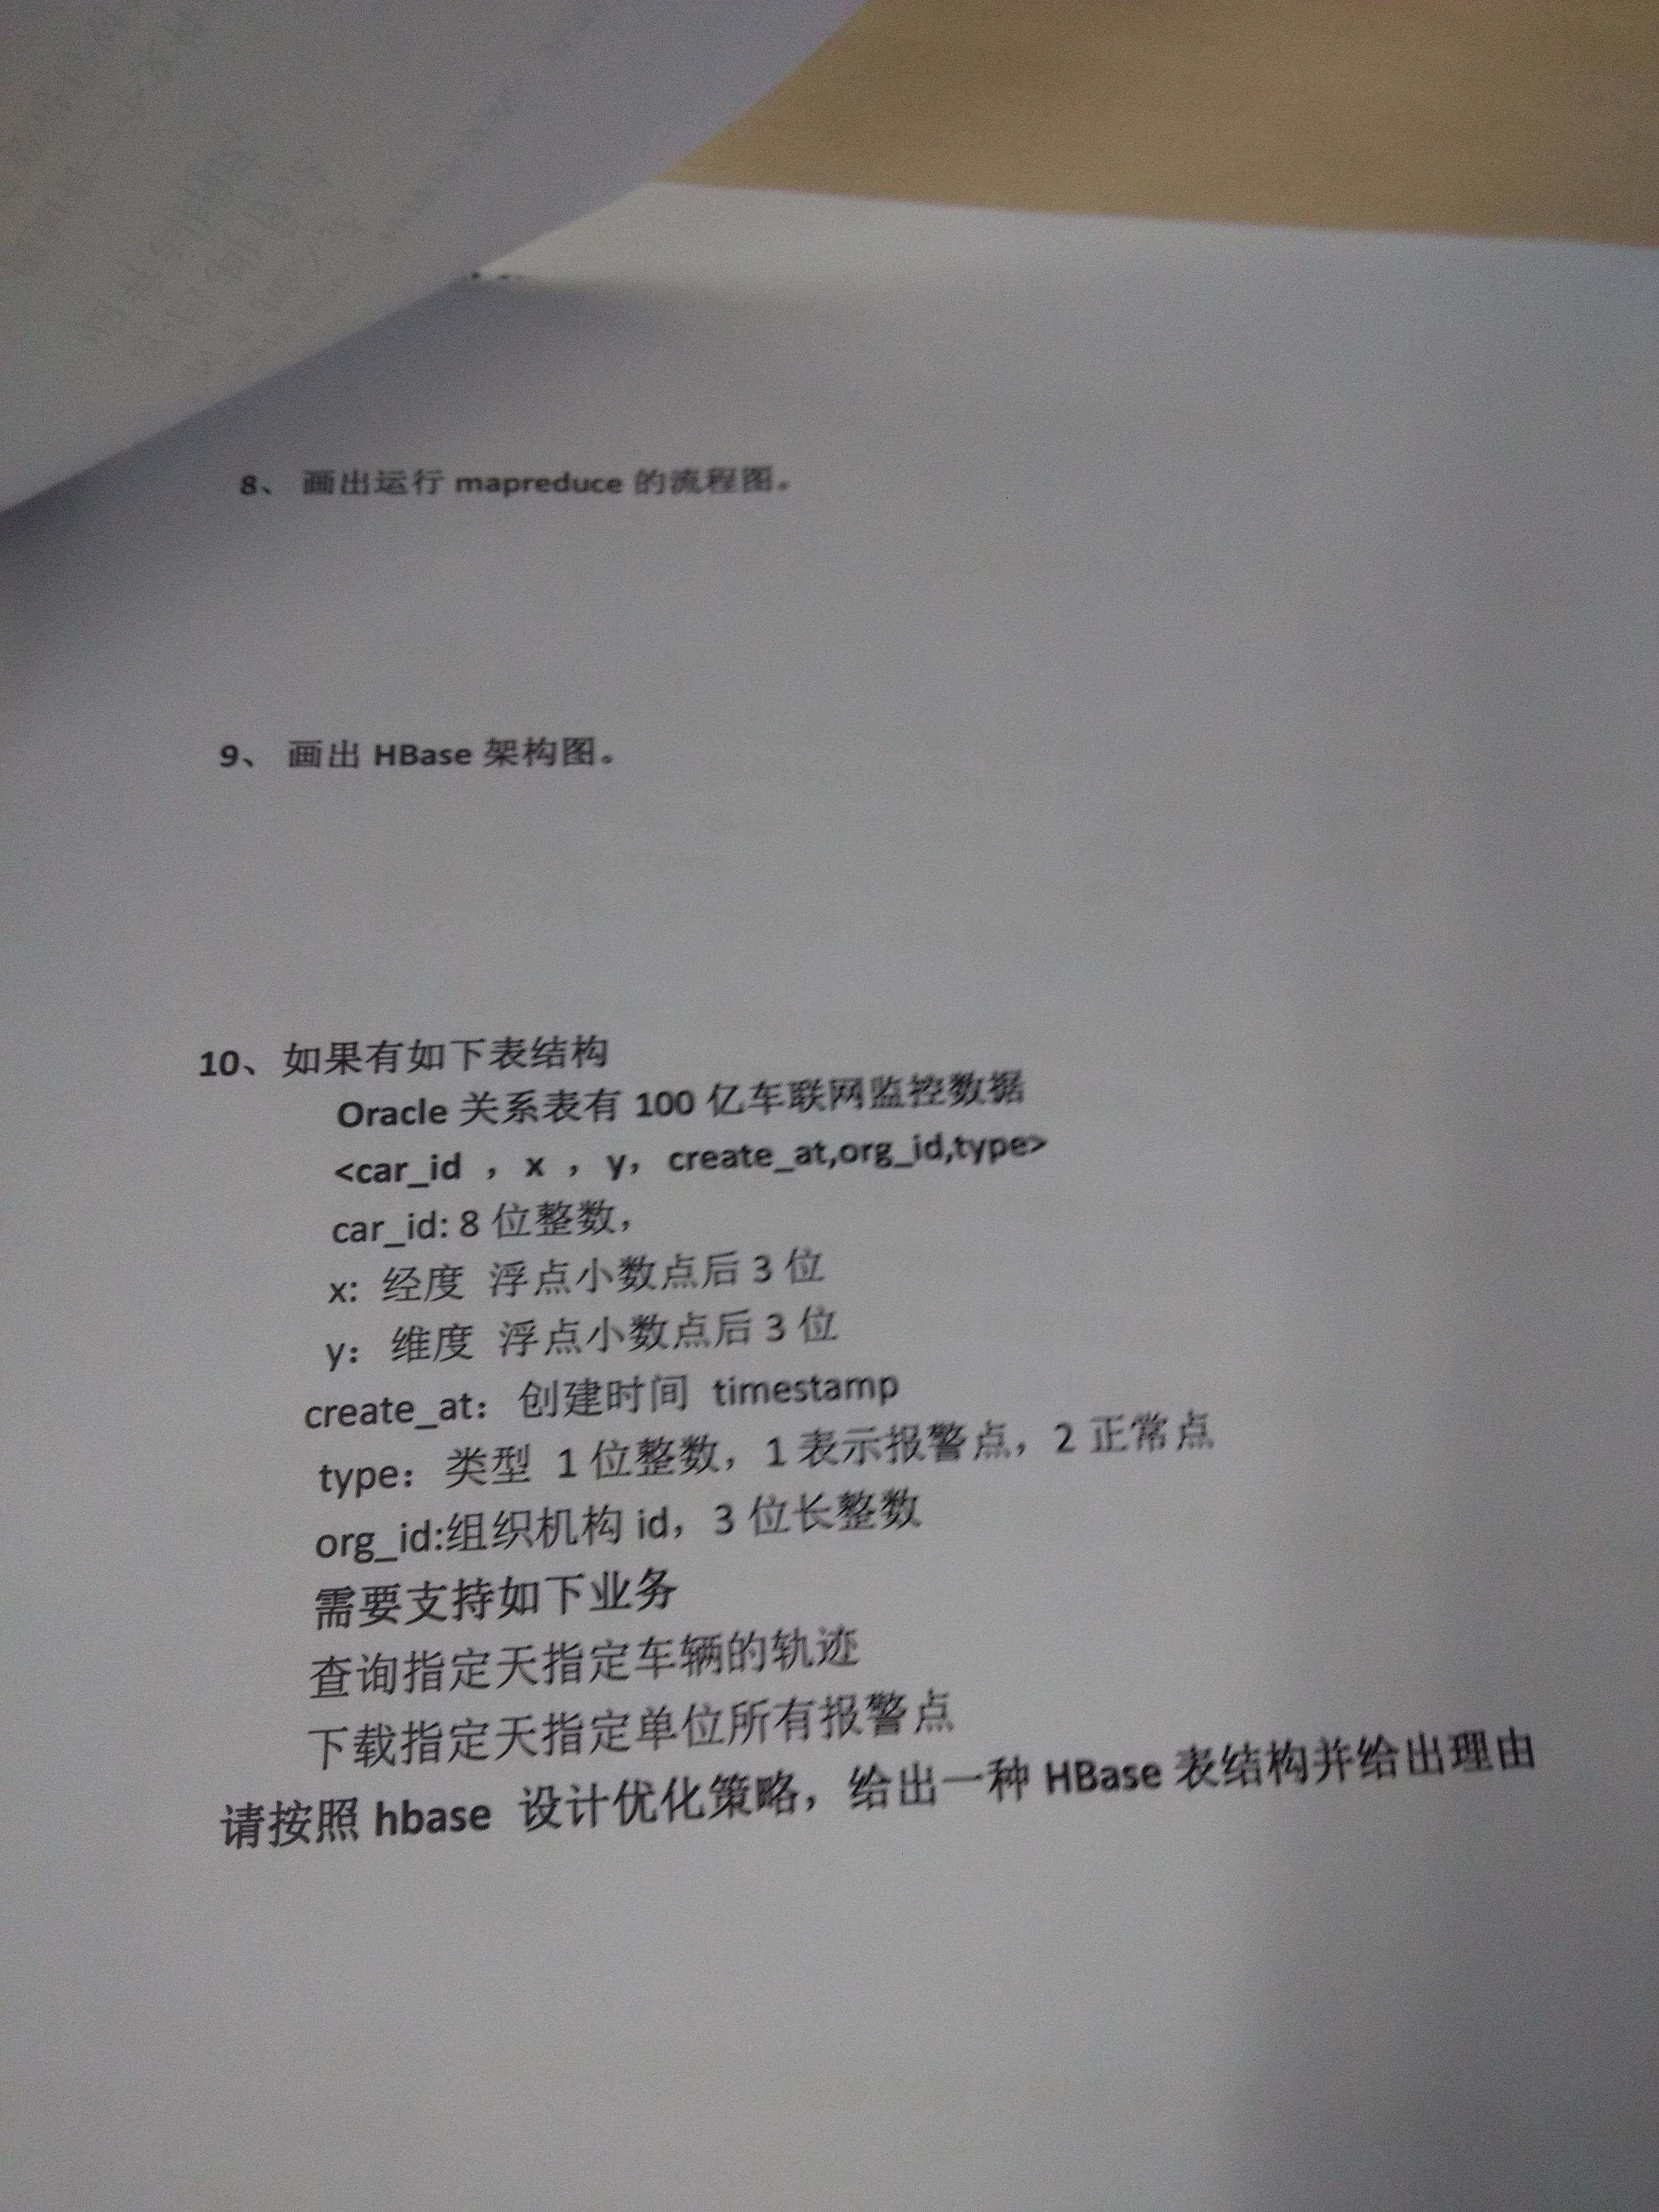 8、 画出运行 mapreduce 的流程图。
9、 画出 HBase 架构图。
10、如果有如下表结构
Oracle 关系表有 100 亿车联网监控数据
<car_id ，x ，y，create_at,org_id,type>
car_id: 8 位整数，
x: 经度 浮点小数点后 3 位
y：维度 浮点小数点后 3 位
create_at：创建时间 timestamp
type：类型 1 位整数，1 表示报警点，2 正常点
org_id:组织机构 id，3 位长整数
需要支持如下业务
查询指定天指定车辆的轨迹
下载指定天指定单位所有报警点
请按照 hbase 设计优化策略，给出一种 HBase 表结构并给出理由